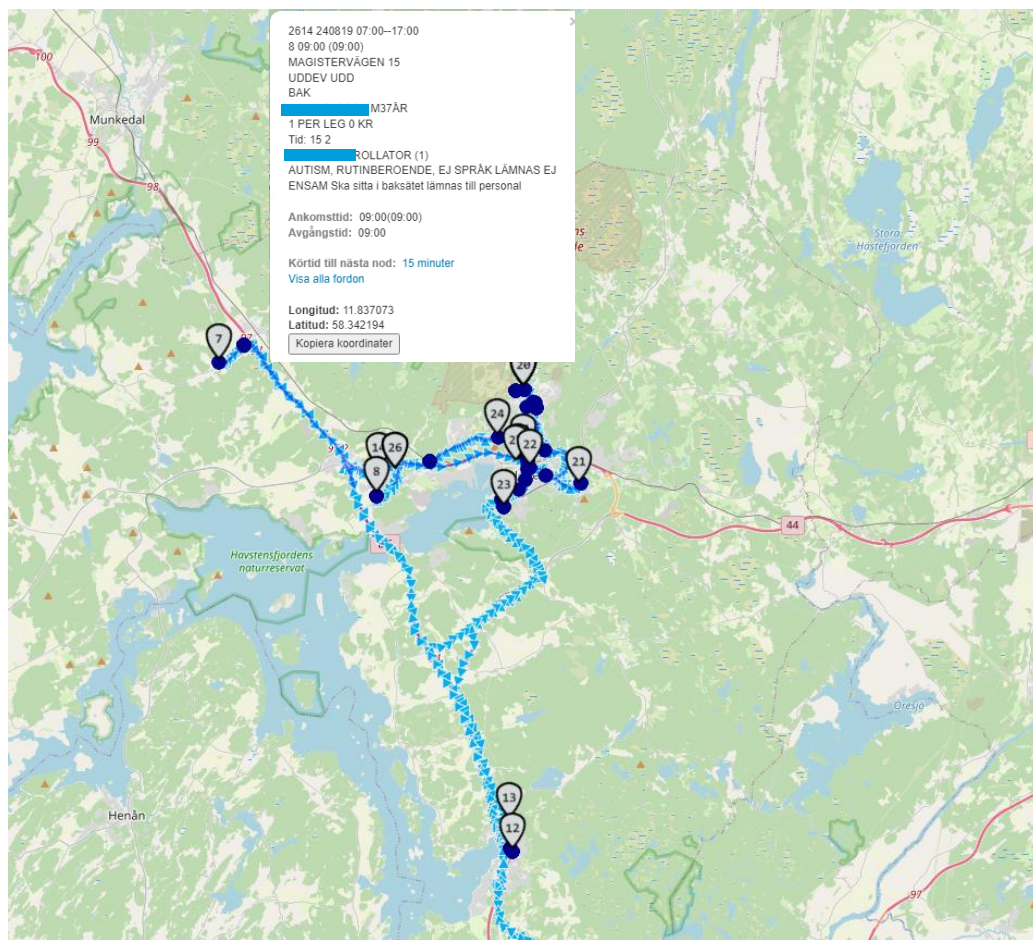 2614 240819 07:00--17:00
8 09:00 (09:00)
MAGISTERVÄGEN 15
UDDEV UDD
BAK
M37ÅR
1 PER LEG 0 KR
Tid: 15 2
ROLLATOR (1)
AUTISM, RUTINBEROENDE, EJ SPRÅK LÄMNAS EJ
ENSAM Ska sitta i baksätet lämnas till personal
Ankomsttid: 09:00(09:00)
Avgångstid: 09:00
Körtid till nästa nod: 15 minuter
Visa alla fordon
Longitud: 11.837073
Latitud: 58.342194
Kopiera koordinater
100
Munkedal
99
98
Stora
Hästefjorden
97
7
20
24
14
26
22
8
21
23
44
Havstensfjordens
naturreservat
Öresjö
Henån
13
12
97